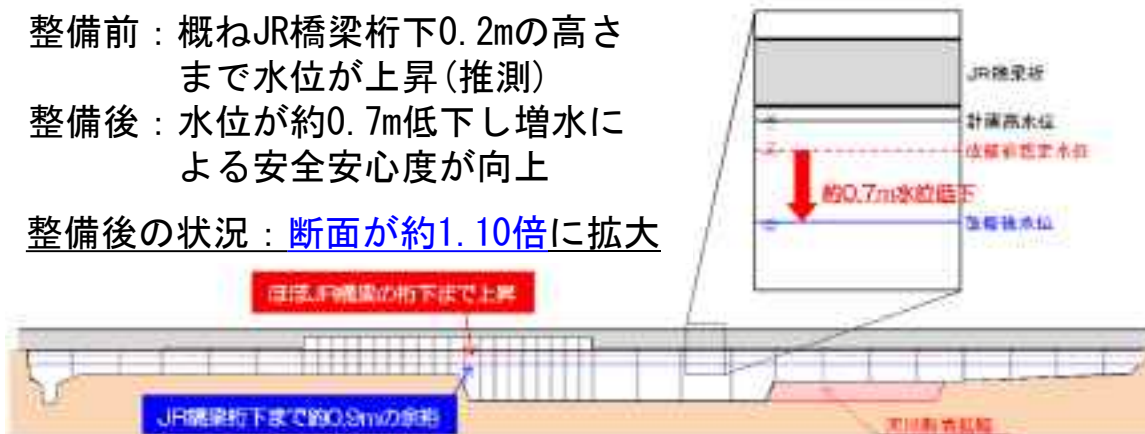 整備前：概ねJR橋梁桁下0.2mの高さ
まで水位が上昇(推測)
整備後：水位が約0.7m低下し増水に
よる安全安心度が向上
整備後の状況：断面が約1.10倍に拡大
JR橋梁桁
計画高水位
約0.7m水位低下
整備後水位
ほぼJR橋梁の桁下まで上昇
JR橋梁桁下まで約0.9mの余裕